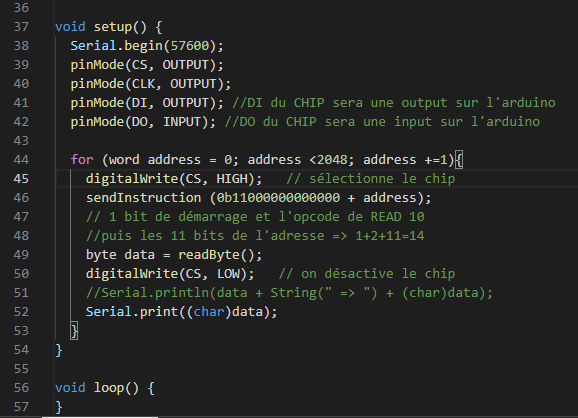 36
37 void setup() {
38 Serial.begin(57600);
39 pinMode(CS, OUTPUT);
40 pinMode(CLK, OUTPUT);
41 pinMode(DI, OUTPUT); //DI du CHIP sera une output sur l'arduino
42 pinMode(DO, INPUT); //DO du CHIP sera une input sur l'arduino
43
44 for (word address = 0; address <2048; address +=1){
45 digitalWrite(CS, HIGH); // sélectionne le chip
46 sendInstruction (0b11000000000000 + address);
47 // 1 bit de démarrage et l'opcode de READ 10
48 //puis les 11 bits de l'adresse => 1+2+11=14
49 byte data = readByte();
50 digitalWrite(CS, LOW); // on désactive le chip
51 //Serial.println(data + String(" => ") + (char)data);
52 Serial.print((char)data);
53 }
54 }
55
56 void loop() {
57 }